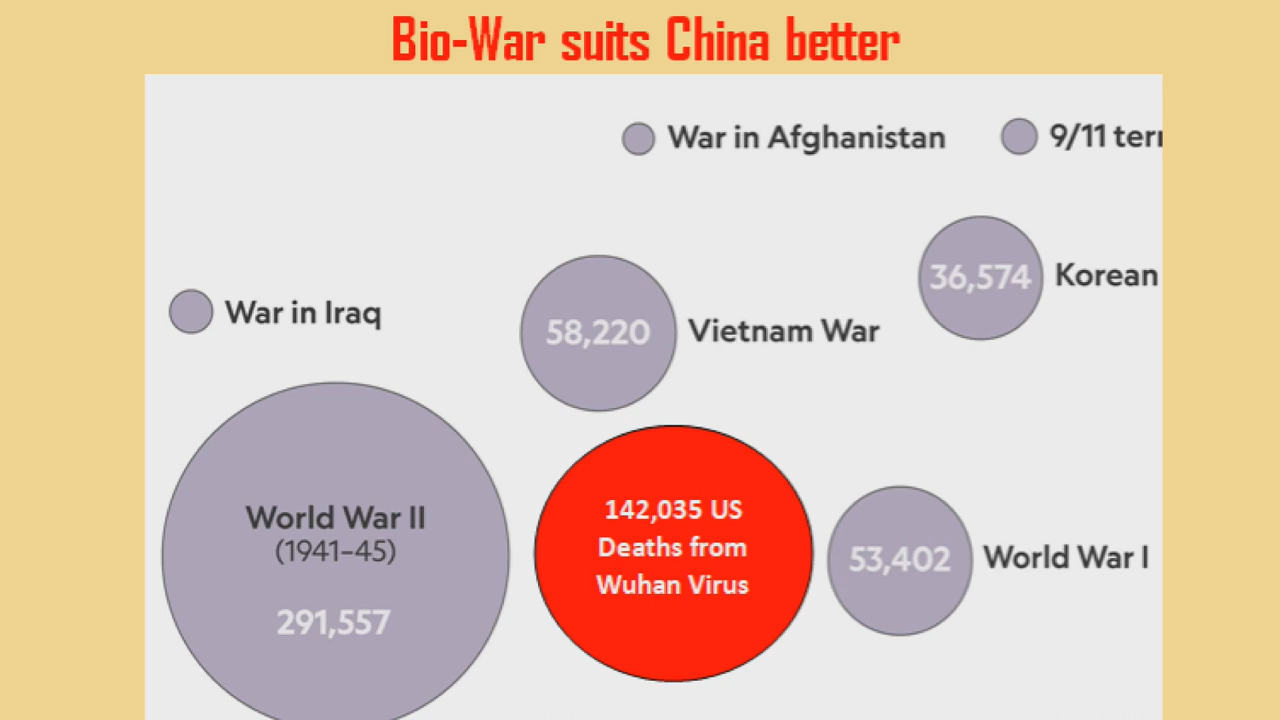 Bio-War suits China better
War in Afghanistan
9/11 terr
36,574
Korean
War in Iraq
58,220
Vietnam War
World War II
(1941–45)
291,557
142,035 US
Deaths from
Wuhan Virus
53,402
World War I